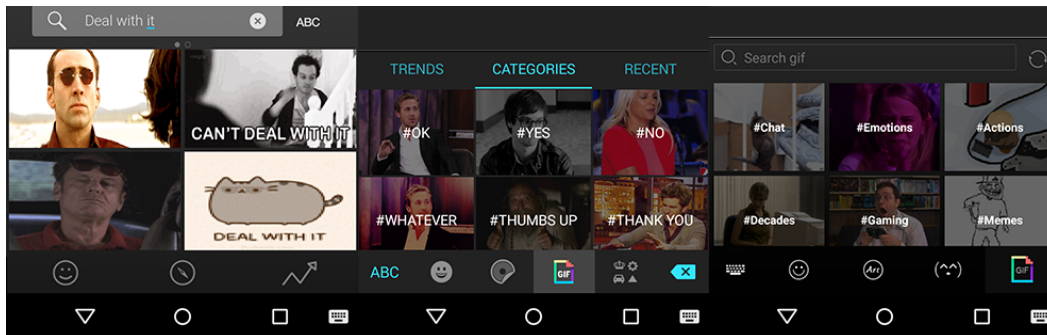 Deal with it
ABC
CAN'T DEAL WITH IT
DEAL WITH IT
TRENDS
CATEGORIES
RECENT
#OK
#YES
#NO
#WHATEVER
#THUMBS UP
#THANK YOU
ABC
GIF
Search gif
#Chat
#Emotions
#Actions
#Decades
#Gaming
#Memes
Art
(^.^)
GIF